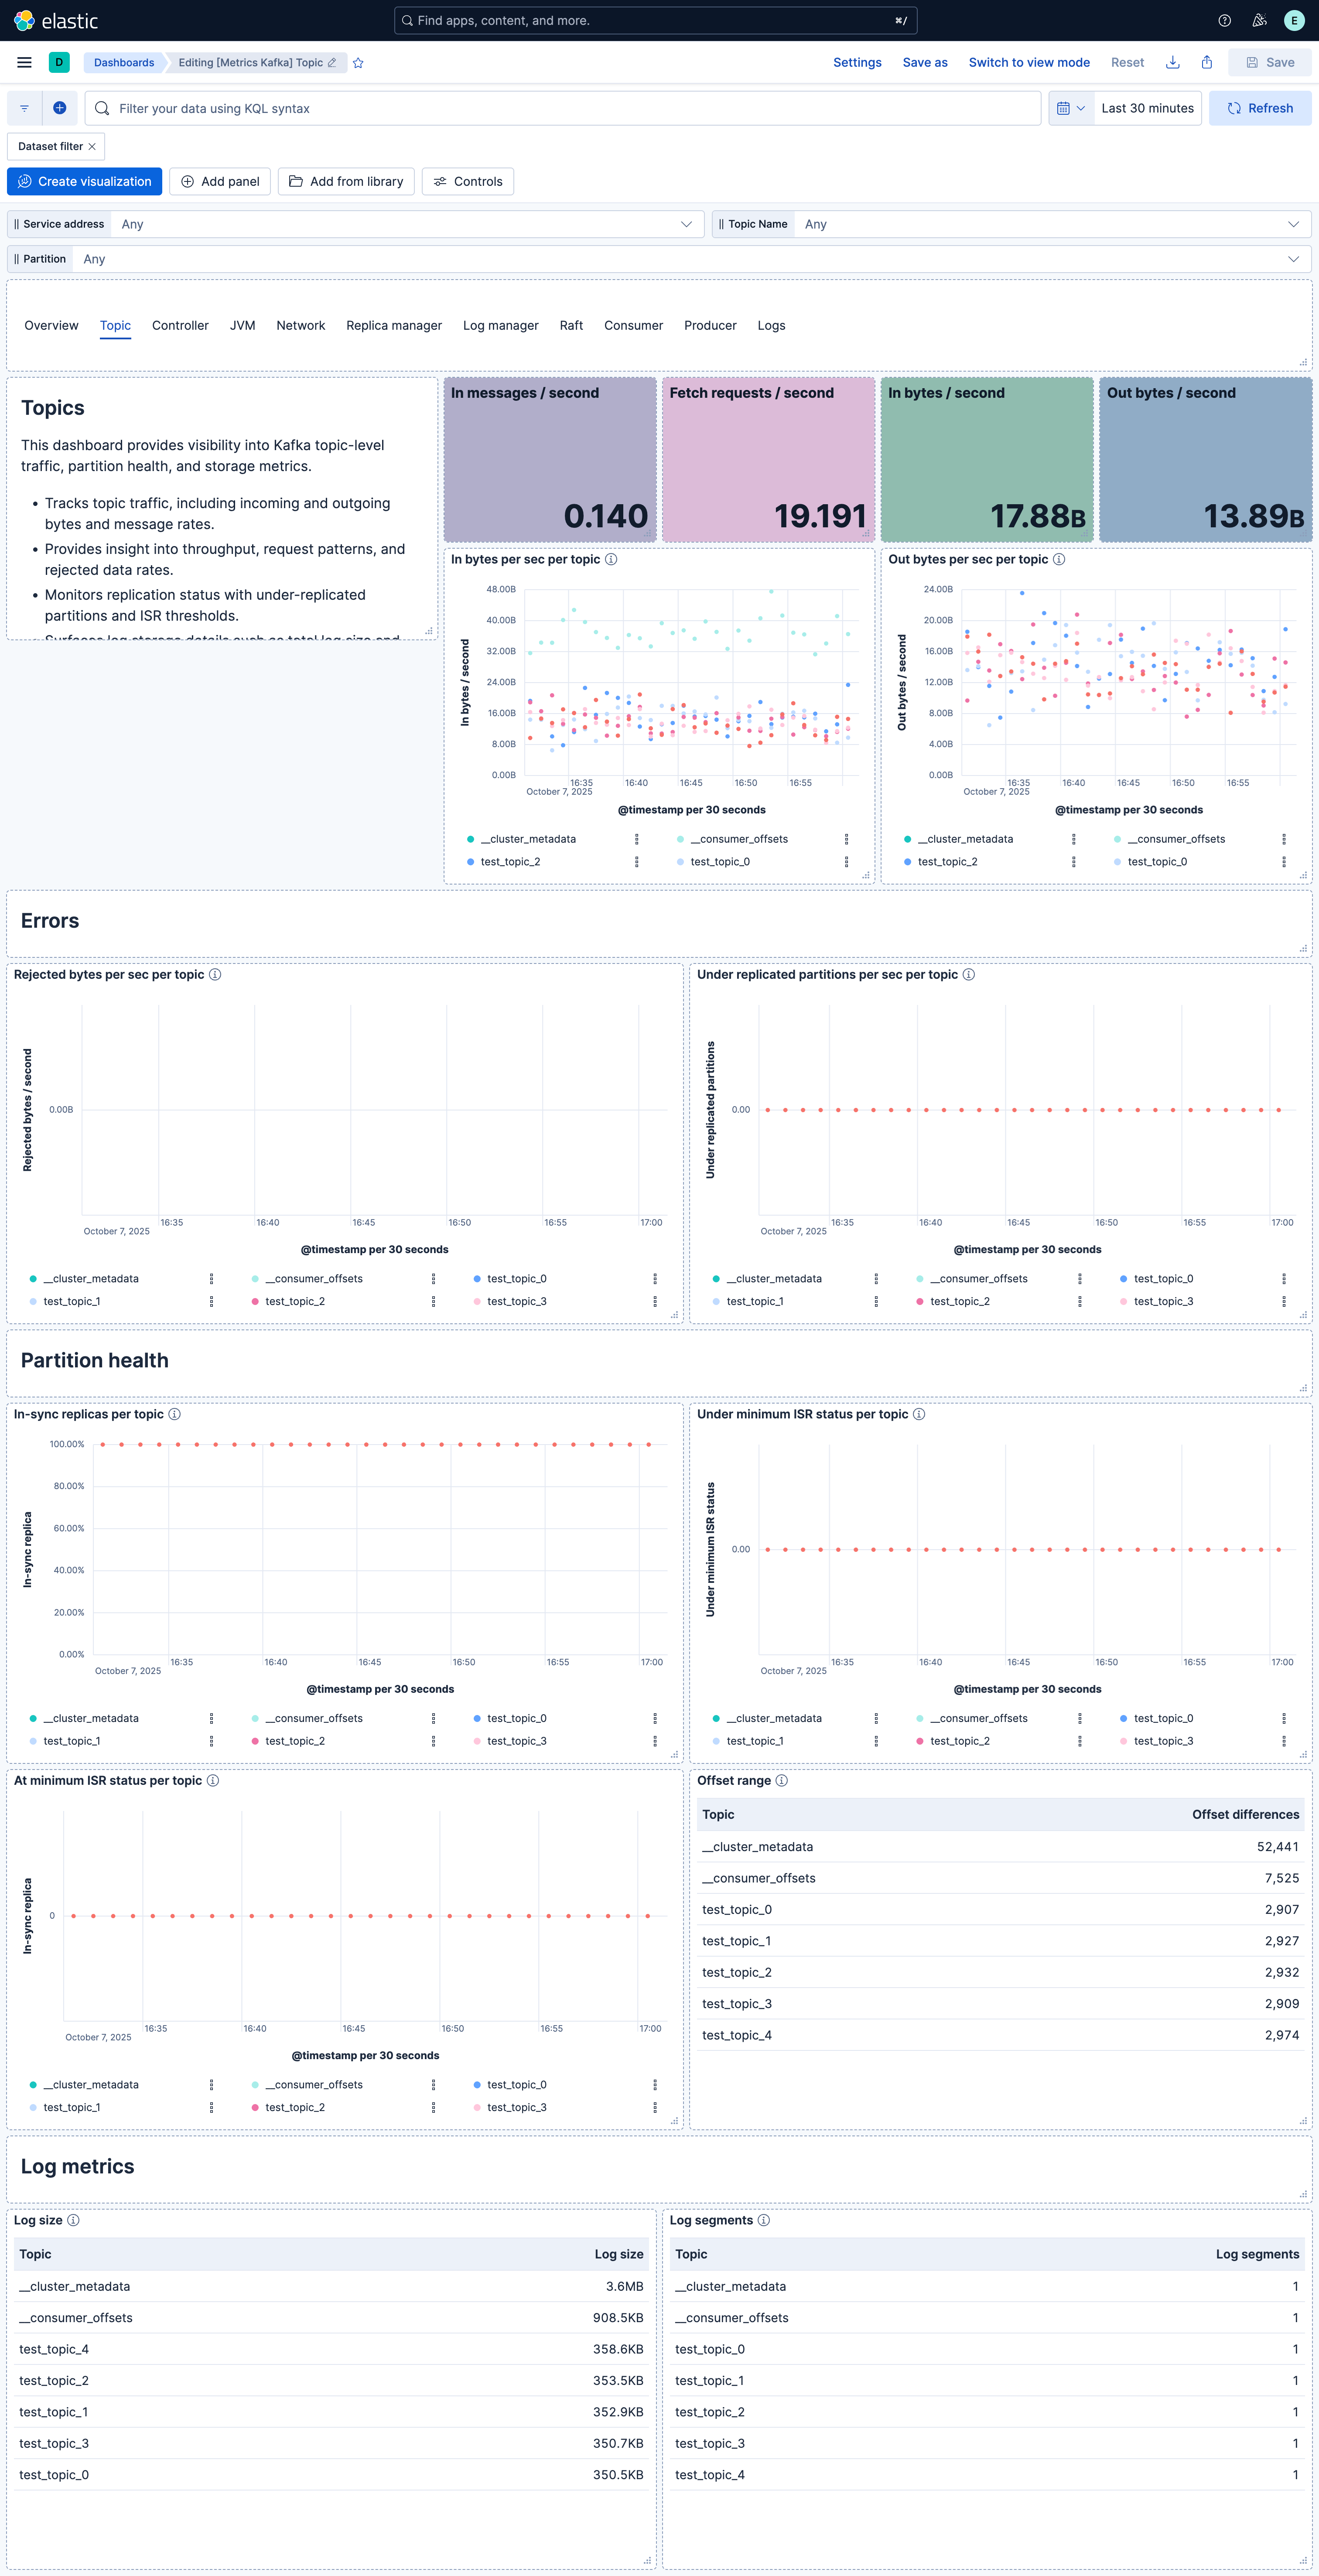 elastic
Find apps, content, and more.
⌘/
E
D
Dashboards
Editing [Metrics Kafka] Topic
Settings
Save as
Switch to view mode
Reset
Save
Filter your data using KQL syntax
Last 30 minutes
Refresh
Dataset filter
Create visualization
Add panel
Add from library
Controls
Service address
Any
Topic Name
Any
Partition
Any
Overview
Topic
Controller
JVM
Network
Replica manager
Log manager
Raft
Consumer
Producer
Logs
Topics
This dashboard provides visibility into Kafka topic-level
traffic, partition health, and storage metrics.
• Tracks topic traffic, including incoming and outgoing
bytes and message rates.
• Provides insight into throughput, request patterns, and
rejected data rates.
• Monitors replication status with under-replicated
partitions and ISR thresholds.
• Surfaces log storage details such as total log size and
In messages / second
0.140
Fetch requests / second
19.191
In bytes / second
17.88B
Out bytes / second
13.89B
In bytes per sec per topic
In bytes / second
48.00B
40.00B
32.00B
24.00B
16.00B
8.00B
0.00B
16:35
16:40
16:45
16:50
16:55
October 7, 2025
@timestamp per 30 seconds
__cluster_metadata
__consumer_offsets
test_topic_2
test_topic_0
Out bytes per sec per topic
Out bytes / second
24.00B
20.00B
16.00B
12.00B
8.00B
4.00B
0.00B
16:35
16:40
16:45
16:50
16:55
October 7, 2025
@timestamp per 30 seconds
__cluster_metadata
__consumer_offsets
test_topic_2
test_topic_0
Errors
Rejected bytes per sec per topic
Rejected bytes / second
0.00B
16:35
16:40
16:45
16:50
16:55
17:00
October 7, 2025
@timestamp per 30 seconds
__cluster_metadata
__consumer_offsets
test_topic_0
test_topic_1
test_topic_2
test_topic_3
Under replicated partitions per sec per topic
Under replicated partitions
0.00
16:35
16:40
16:45
16:50
16:55
17:00
October 7, 2025
@timestamp per 30 seconds
__cluster_metadata
__consumer_offsets
test_topic_0
test_topic_1
test_topic_2
test_topic_3
Partition health
In-sync replicas per topic
In-sync replica
100.00%
80.00%
60.00%
40.00%
20.00%
0.00%
16:35
16:40
16:45
16:50
16:55
17:00
October 7, 2025
@timestamp per 30 seconds
__cluster_metadata
__consumer_offsets
test_topic_0
test_topic_1
test_topic_2
test_topic_3
Under minimum ISR status per topic
Under minimum ISR status
0.00
16:35
16:40
16:45
16:50
16:55
17:00
October 7, 2025
@timestamp per 30 seconds
__cluster_metadata
__consumer_offsets
test_topic_0
test_topic_1
test_topic_2
test_topic_3
At minimum ISR status per topic
In-sync replica
0
16:35
16:40
16:45
16:50
16:55
17:00
October 7, 2025
@timestamp per 30 seconds
__cluster_metadata
__consumer_offsets
test_topic_0
test_topic_1
test_topic_2
test_topic_3
Offset range
Topic Offset differences
__cluster_metadata 52,441
__consumer_offsets 7,525
test_topic_0 2,907
test_topic_1 2,927
test_topic_2 2,932
test_topic_3 2,909
test_topic_4 2,974
Log metrics
Log size
Topic Log size
__cluster_metadata 3.6MB
__consumer_offsets 908.5KB
test_topic_4 358.6KB
test_topic_2 353.5KB
test_topic_1 352.9KB
test_topic_3 350.7KB
test_topic_0 350.5KB
Log segments
Topic Log segments
__cluster_metadata 1
__consumer_offsets 1
test_topic_0 1
test_topic_1 1
test_topic_2 1
test_topic_3 1
test_topic_4 1